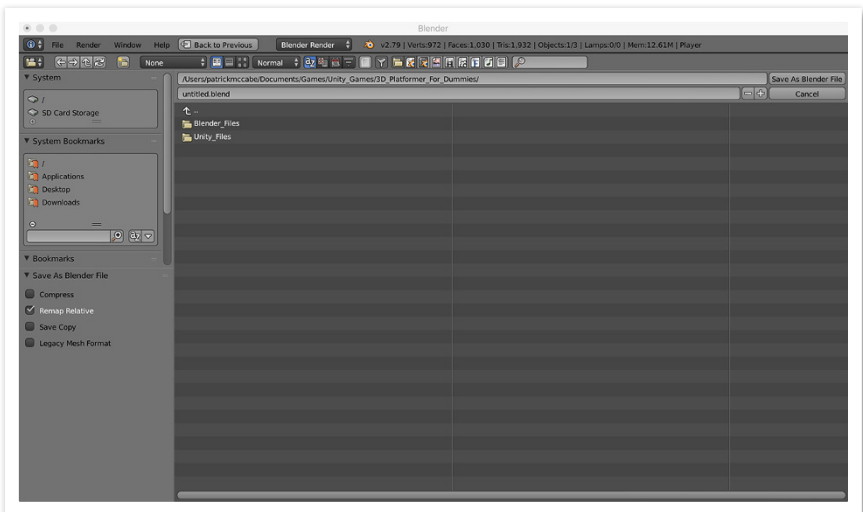 Blender
File Render Window Help Back to Previous Blender Render v2.79 | Verts:972 | Faces:1,030 | Tris:1,932 | Objects:1/3 | Lamps:0/0 | Mem:12.61M | Player
None Normal
System
/
SD Card Storage
System Bookmarks
/
Applications
Desktop
Downloads
Bookmarks
Save As Blender File
Compress
Remap Relative
Save Copy
Legacy Mesh Format
/Users/patrickmccabe/Documents/Games/Unity_Games/3D_Platformer_For_Dummies/ Save As Blender File
untitled.blend Cancel
..
Blender_Files
Unity_Files